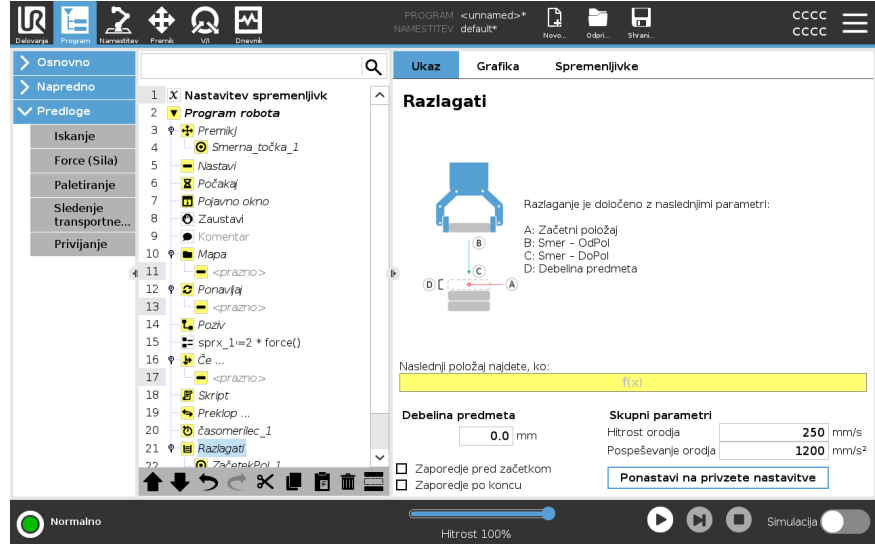 UR
Delovanje
Program
Namestitev
Premik
V/I
Dnevnik
PROGRAM <unnamed>*
NAMESTITEV default*
Novo...
Odpri...
Shrani...
CCCC
CCCC
Osnovno
Napredno
Predloge
Iskanje
Force (Sila)
Paletiranje
Sledenje
transportne...
Privijanje
1 X Nastavitev spremenljivk
2 Program robota
3 PremikJ
4 Smerna_točka_1
5 Nastavi
6 Počakaj
7 Pojavno okno
8 Zaustavi
9 Komentar
10 Mapa
11 <prazno>
12 Ponavljaj
13 <prazno>
14 Poziv
15 sprx_1:=2 * force()
16 Če ...
17 <prazno>
18 Skript
19 Preklop ...
20 časomerilec_1
21 Razlagati
22 ZačetekPol_1
Ukaz
Grafika
Spremenljivke
Razlagati
Razlaganje je določeno z naslednjimi parametri:
A: Začetni položaj
B: Smer - OdPol
C: Smer - DoPol
D: Debelina predmeta
B
C
D
A
Naslednji položaj najdete, ko:
f(x)
Debelina predmeta
0.0 mm
Skupni parametri
Hitrost orodja 250 mm/s
Pospeševanje orodja 1200 mm/s²
Zaporedje pred začetkom
Zaporedje po koncu
Ponastavi na privzete nastavitve
Normalno
Hitrost 100%
Simulacija